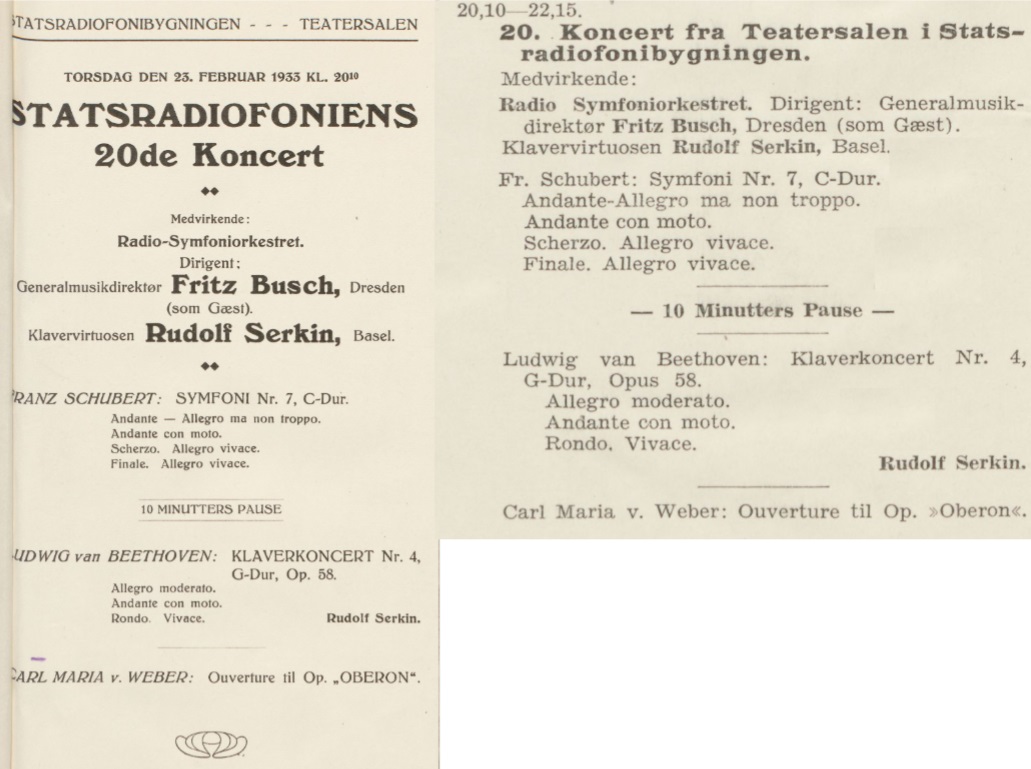 STATSRADIOFONIBYGNINGEN - - - TEATERSALEN
TORSDAG DEN 23. FEBRUAR 1933 KL. 20¹⁰
STATSRADIOFONIENS
20de Koncert
Medvirkende:
Radio-Symfoniorkestret.
Dirigent:
Generalmusikdirektør Fritz Busch, Dresden
(som Gæst).
Klavervirtuosen Rudolf Serkin, Basel.
FRANZ SCHUBERT: SYMFONI Nr. 7, C-Dur.
Andante — Allegro ma non troppo.
Andante con moto.
Scherzo. Allegro vivace.
Finale. Allegro vivace.
10 MINUTTERS PAUSE
LUDWIG van BEETHOVEN: KLAVERKONCERT Nr. 4,
G-Dur, Op. 58.
Allegro moderato.
Andante con moto.
Rondo. Vivace. Rudolf Serkin.
CARL MARIA v. WEBER: Ouverture til Op. „OBERON“.
20,10—22,15.
20. Koncert fra Teatersalen i Stats-
radiofonibygningen.
Medvirkende:
Radio Symfoniorkestret. Dirigent: Generalmusik-
direktør Fritz Busch, Dresden (som Gæst).
Klavervirtuosen Rudolf Serkin, Basel.
Fr. Schubert: Symfoni Nr. 7, C-Dur.
Andante-Allegro ma non troppo.
Andante con moto.
Scherzo. Allegro vivace.
Finale. Allegro vivace.
— 10 Minutters Pause —
Ludwig van Beethoven: Klaverkoncert Nr. 4,
G-Dur, Opus 58.
Allegro moderato.
Andante con moto.
Rondo. Vivace.
Rudolf Serkin.
Carl Maria v. Weber: Ouverture til Op. »Oberon«.